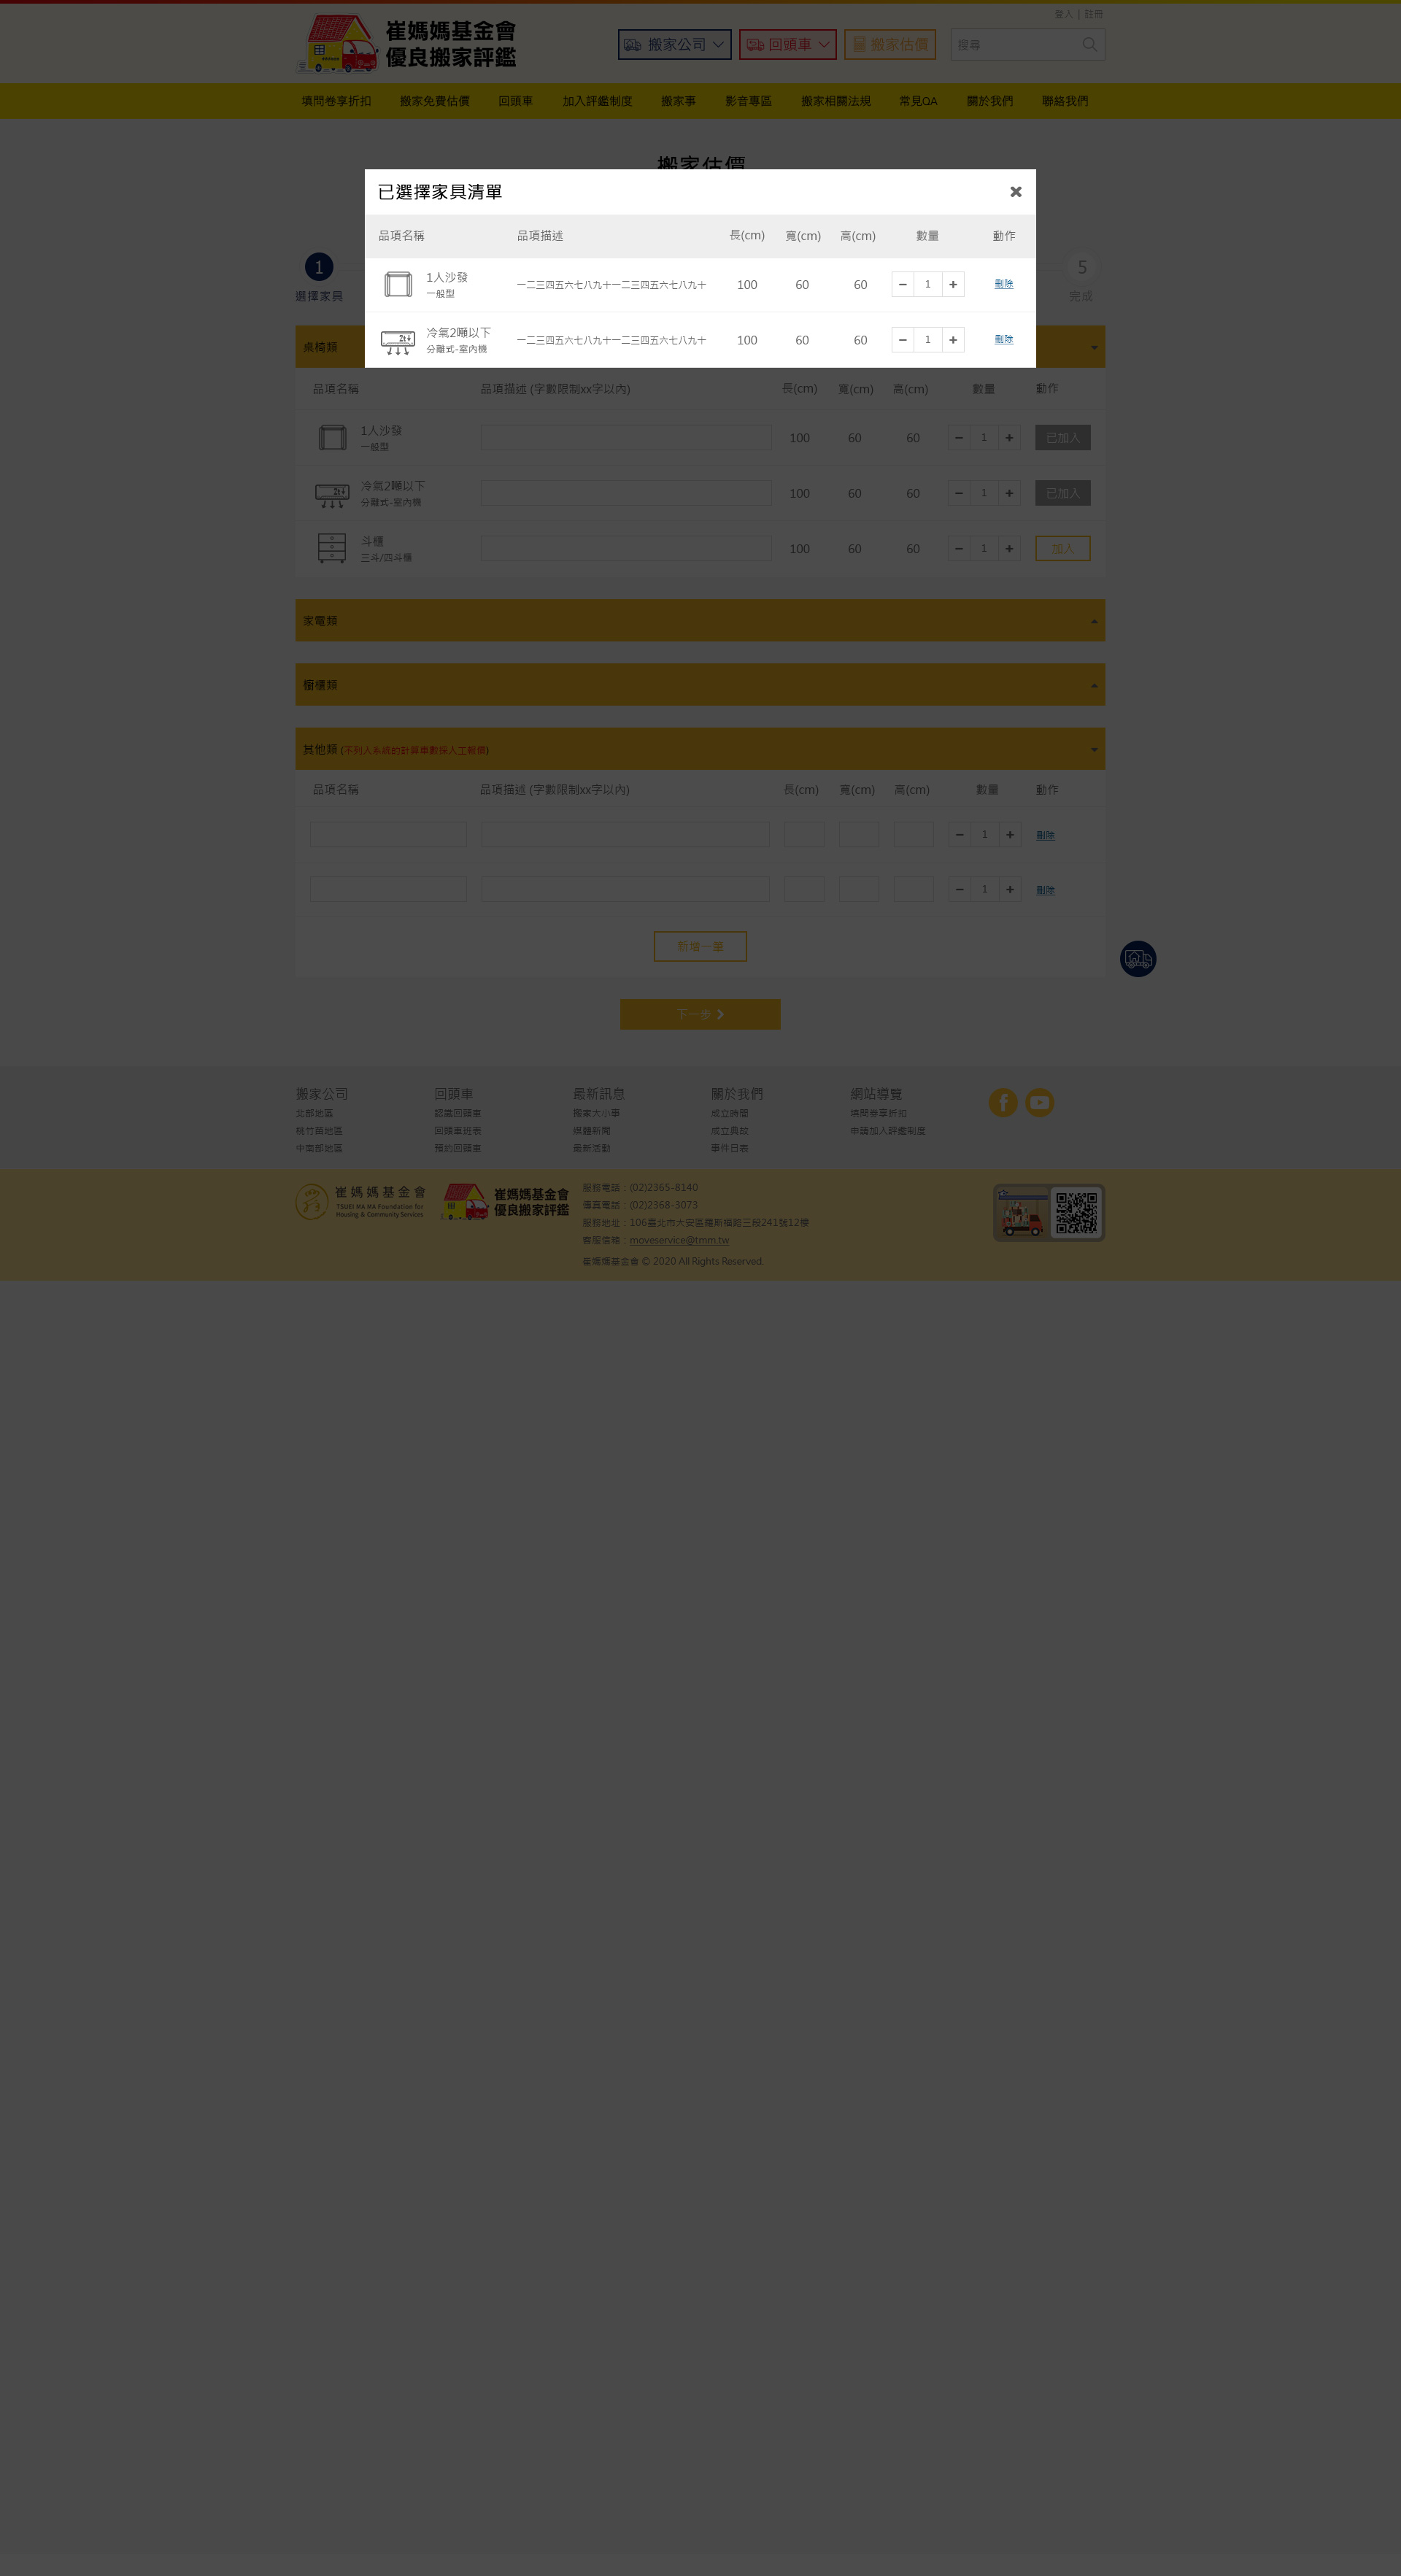 登入 | 註冊
崔媽媽基金會
優良搬家評鑑
搬家公司
回頭車
搬家估價
搜尋
填問卷享折扣 搬家免費估價 回頭車 加入評鑑制度 搬家事 影音專區 搬家相關法規 常見QA 關於我們 聯絡我們
搬家估價
已選擇家具清單
品項名稱 品項描述 長(cm) 寬(cm) 高(cm) 數量 動作
1人沙發
一般型
一二三四五六七八九十一二三四五六七八九十 100 60 60 1 刪除
冷氣2噸以下
分離式-室內機
一二三四五六七八九十一二三四五六七八九十 100 60 60 1 刪除
1
選擇家具
5
完成
桌椅類
品項名稱 品項描述 (字數限制xx字以內) 長(cm) 寬(cm) 高(cm) 數量 動作
1人沙發
一般型
100 60 60 1 已加入
冷氣2噸以下
分離式-室內機
100 60 60 1 已加入
斗櫃
三斗/四斗櫃
100 60 60 1 加入
家電類
櫥櫃類
其他類 (不列入系統的計算車數採人工報價)
品項名稱 品項描述 (字數限制xx字以內) 長(cm) 寬(cm) 高(cm) 數量 動作
1 刪除
1 刪除
新增一筆
下一步
搬家公司 回頭車 最新訊息 關於我們 網站導覽
北部地區 認識回頭車 搬家大小事 成立時間 填問卷享折扣
桃竹苗地區 回頭車班表 媒體新聞 成立典故 申請加入評鑑制度
中南部地區 預約回頭車 最新活動 事件日表
崔媽媽基金會
TSUEI MA MA Foundation for
Housing & Community Services
崔媽媽基金會
優良搬家評鑑
服務電話：(02)2365-8140
傳真電話：(02)2368-3073
服務地址：106臺北市大安區羅斯福路三段241號12樓
客服信箱：moveservice@tmm.tw
崔媽媽基金會 © 2020 All Rights Reserved.